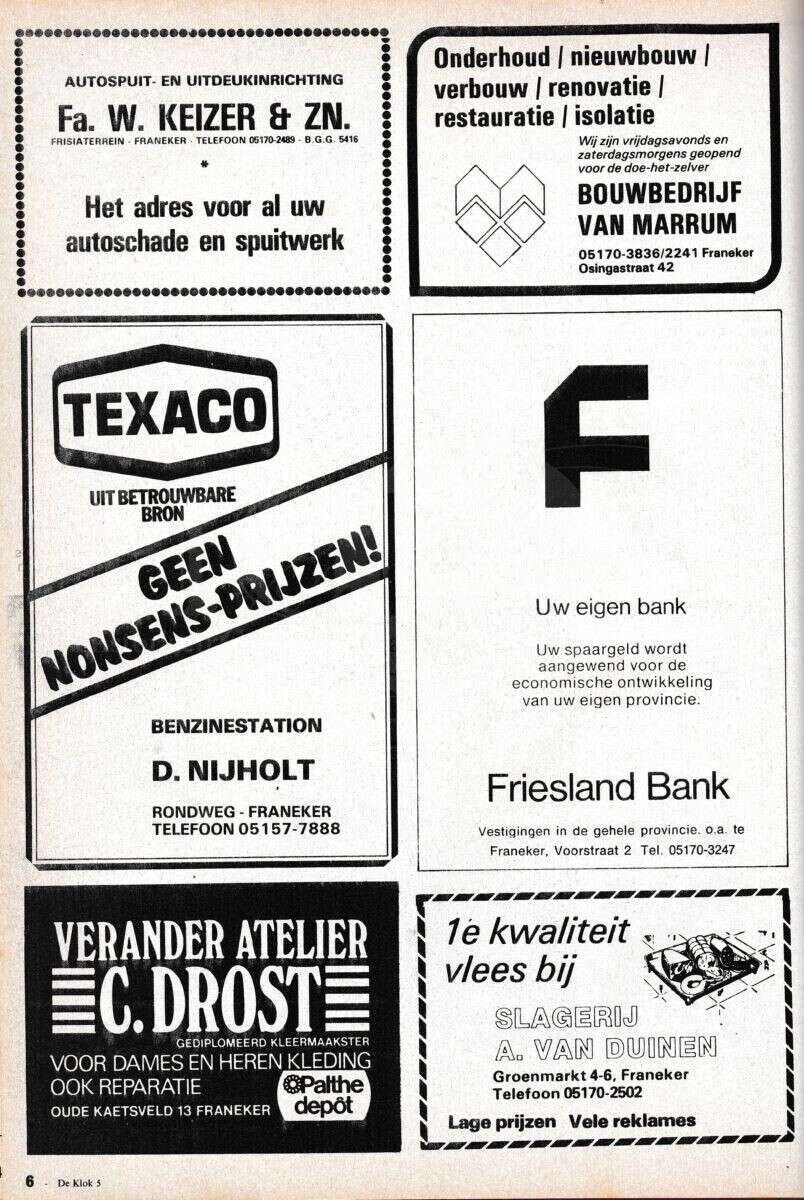 AUTOSPUIT- EN UITDEUKINRICHTING
Fa. W. KEIZER & ZN.
FRISIATERREIN - FRANEKER - TELEFOON 05170-2489 - B.G.G. 5416
*
Het adres voor al uw
autoschade en spuitwerk
Onderhoud / nieuwbouw /
verbouw / renovatie /
restauratie / isolatie
Wij zijn vrijdagsavonds en
zaterdagsmorgens geopend
voor de doe-het-zelver
BOUWBEDRIJF
VAN MARRUM
05170-3836/2241 Franeker
Osingastraat 42
TEXACO
UIT BETROUWBARE
BRON
GEEN
NONSENS-PRIJZEN!
BENZINESTATION
D. NIJHOLT
RONDWEG - FRANEKER
TELEFOON 05157-7888
F
Uw eigen bank
Uw spaargeld wordt
aangewend voor de
economische ontwikkeling
van uw eigen provincie.
Friesland Bank
Vestigingen in de gehele provincie. o.a. te
Franeker, Voorstraat 2 Tel. 05170-3247
VERANDER ATELIER
C. DROST
GEDIPLOMEERD KLEERMAAKSTER
VOOR DAMES EN HEREN KLEDING
OOK REPARATIE
OUDE KAETSVELD 13 FRANEKER
Palthe
depôt
1e kwaliteit
vlees bij
SLAGERIJ
A. VAN DUINEN
Groenmarkt 4-6, Franeker
Telefoon 05170-2502
Lage prijzen Vele reklames
6 - De Klok 5